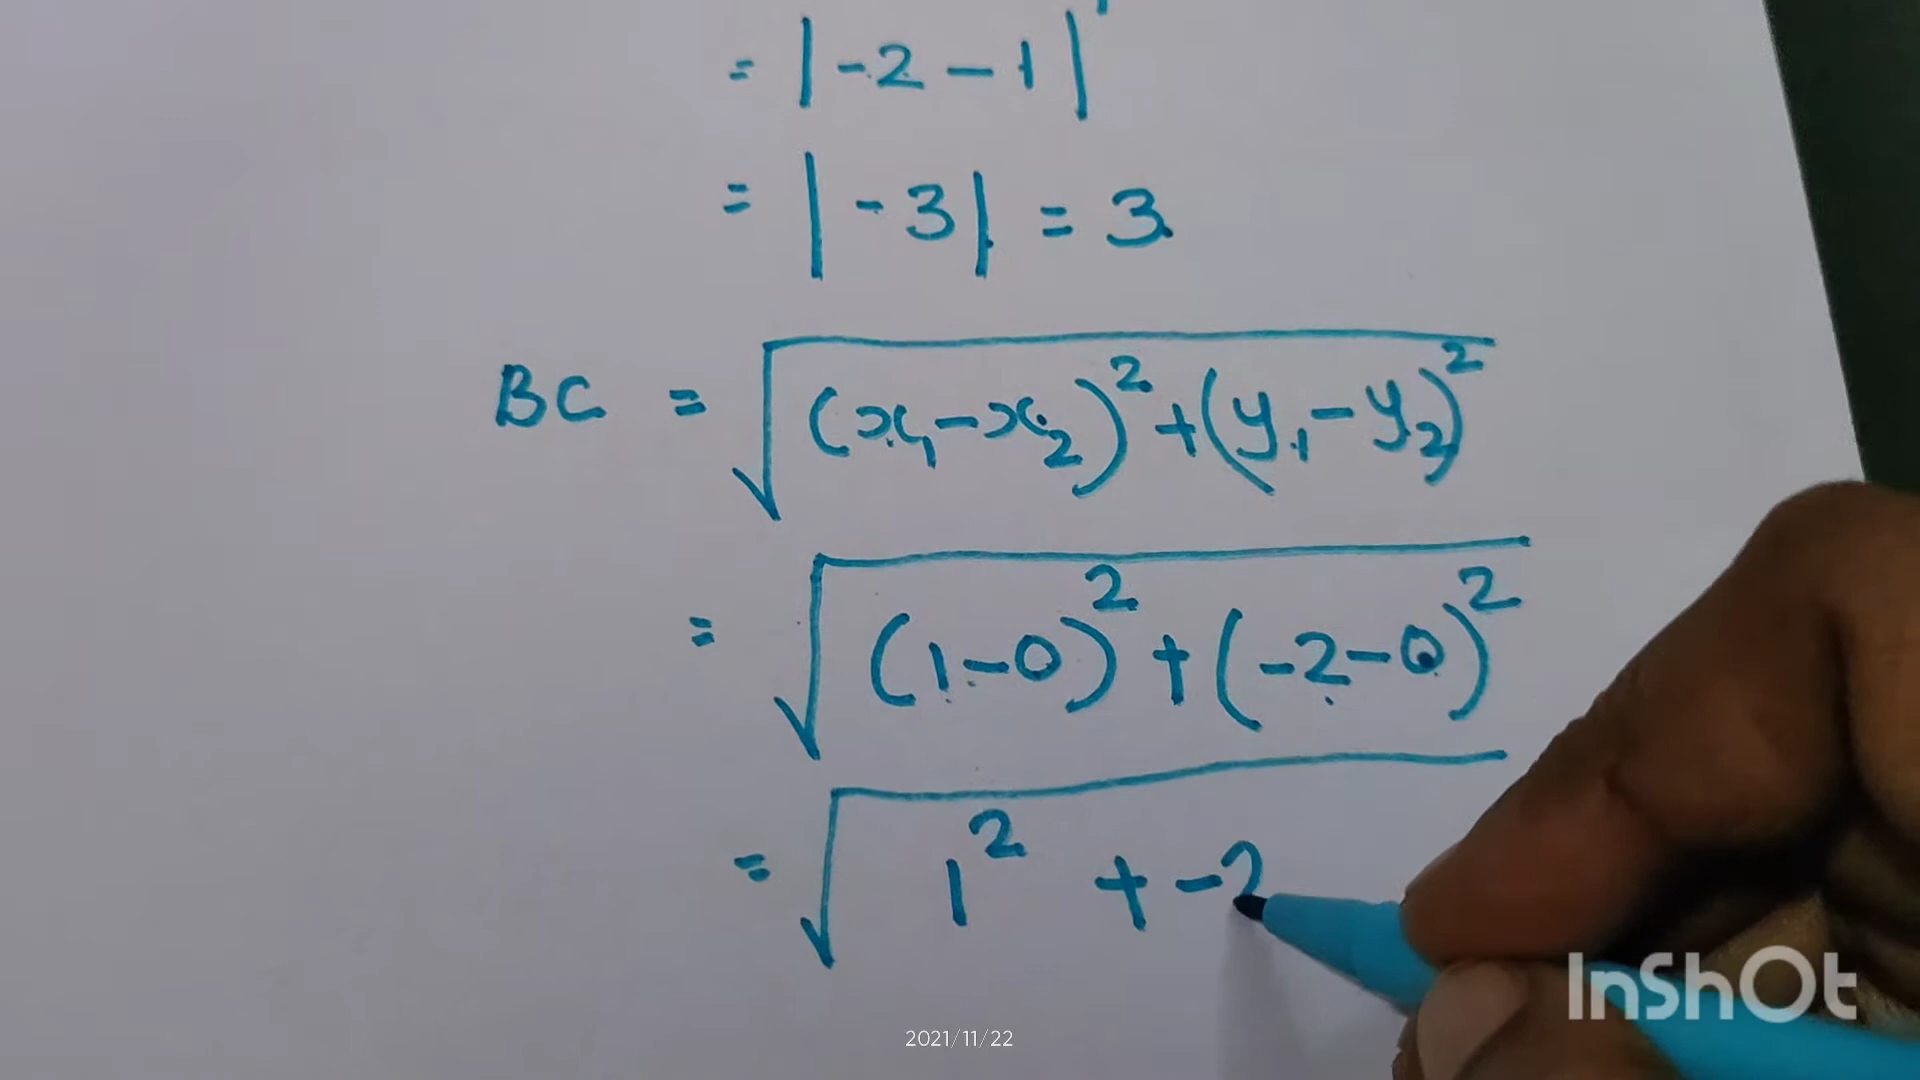 = |-2 - 1|
= |-3| = 3
BC = √(x₁-x₂)²+(y₁-y₂)²
= √(1-0)²+(-2-0)²
= √1² + -2
InShOt
2021/11/22